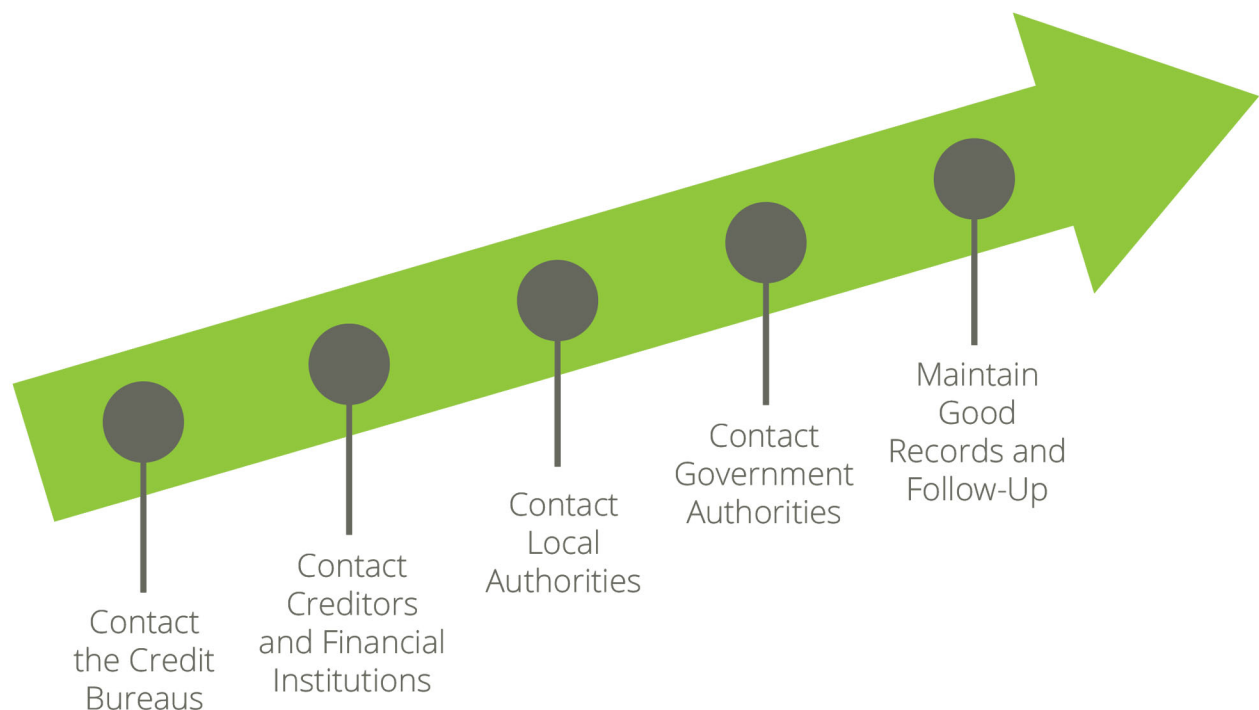 Contact
the Credit
Bureaus
Contact
Creditors
and Financial
Institutions
Contact
Local
Authorities
Contact
Government
Authorities
Maintain
Good
Records and
Follow-Up